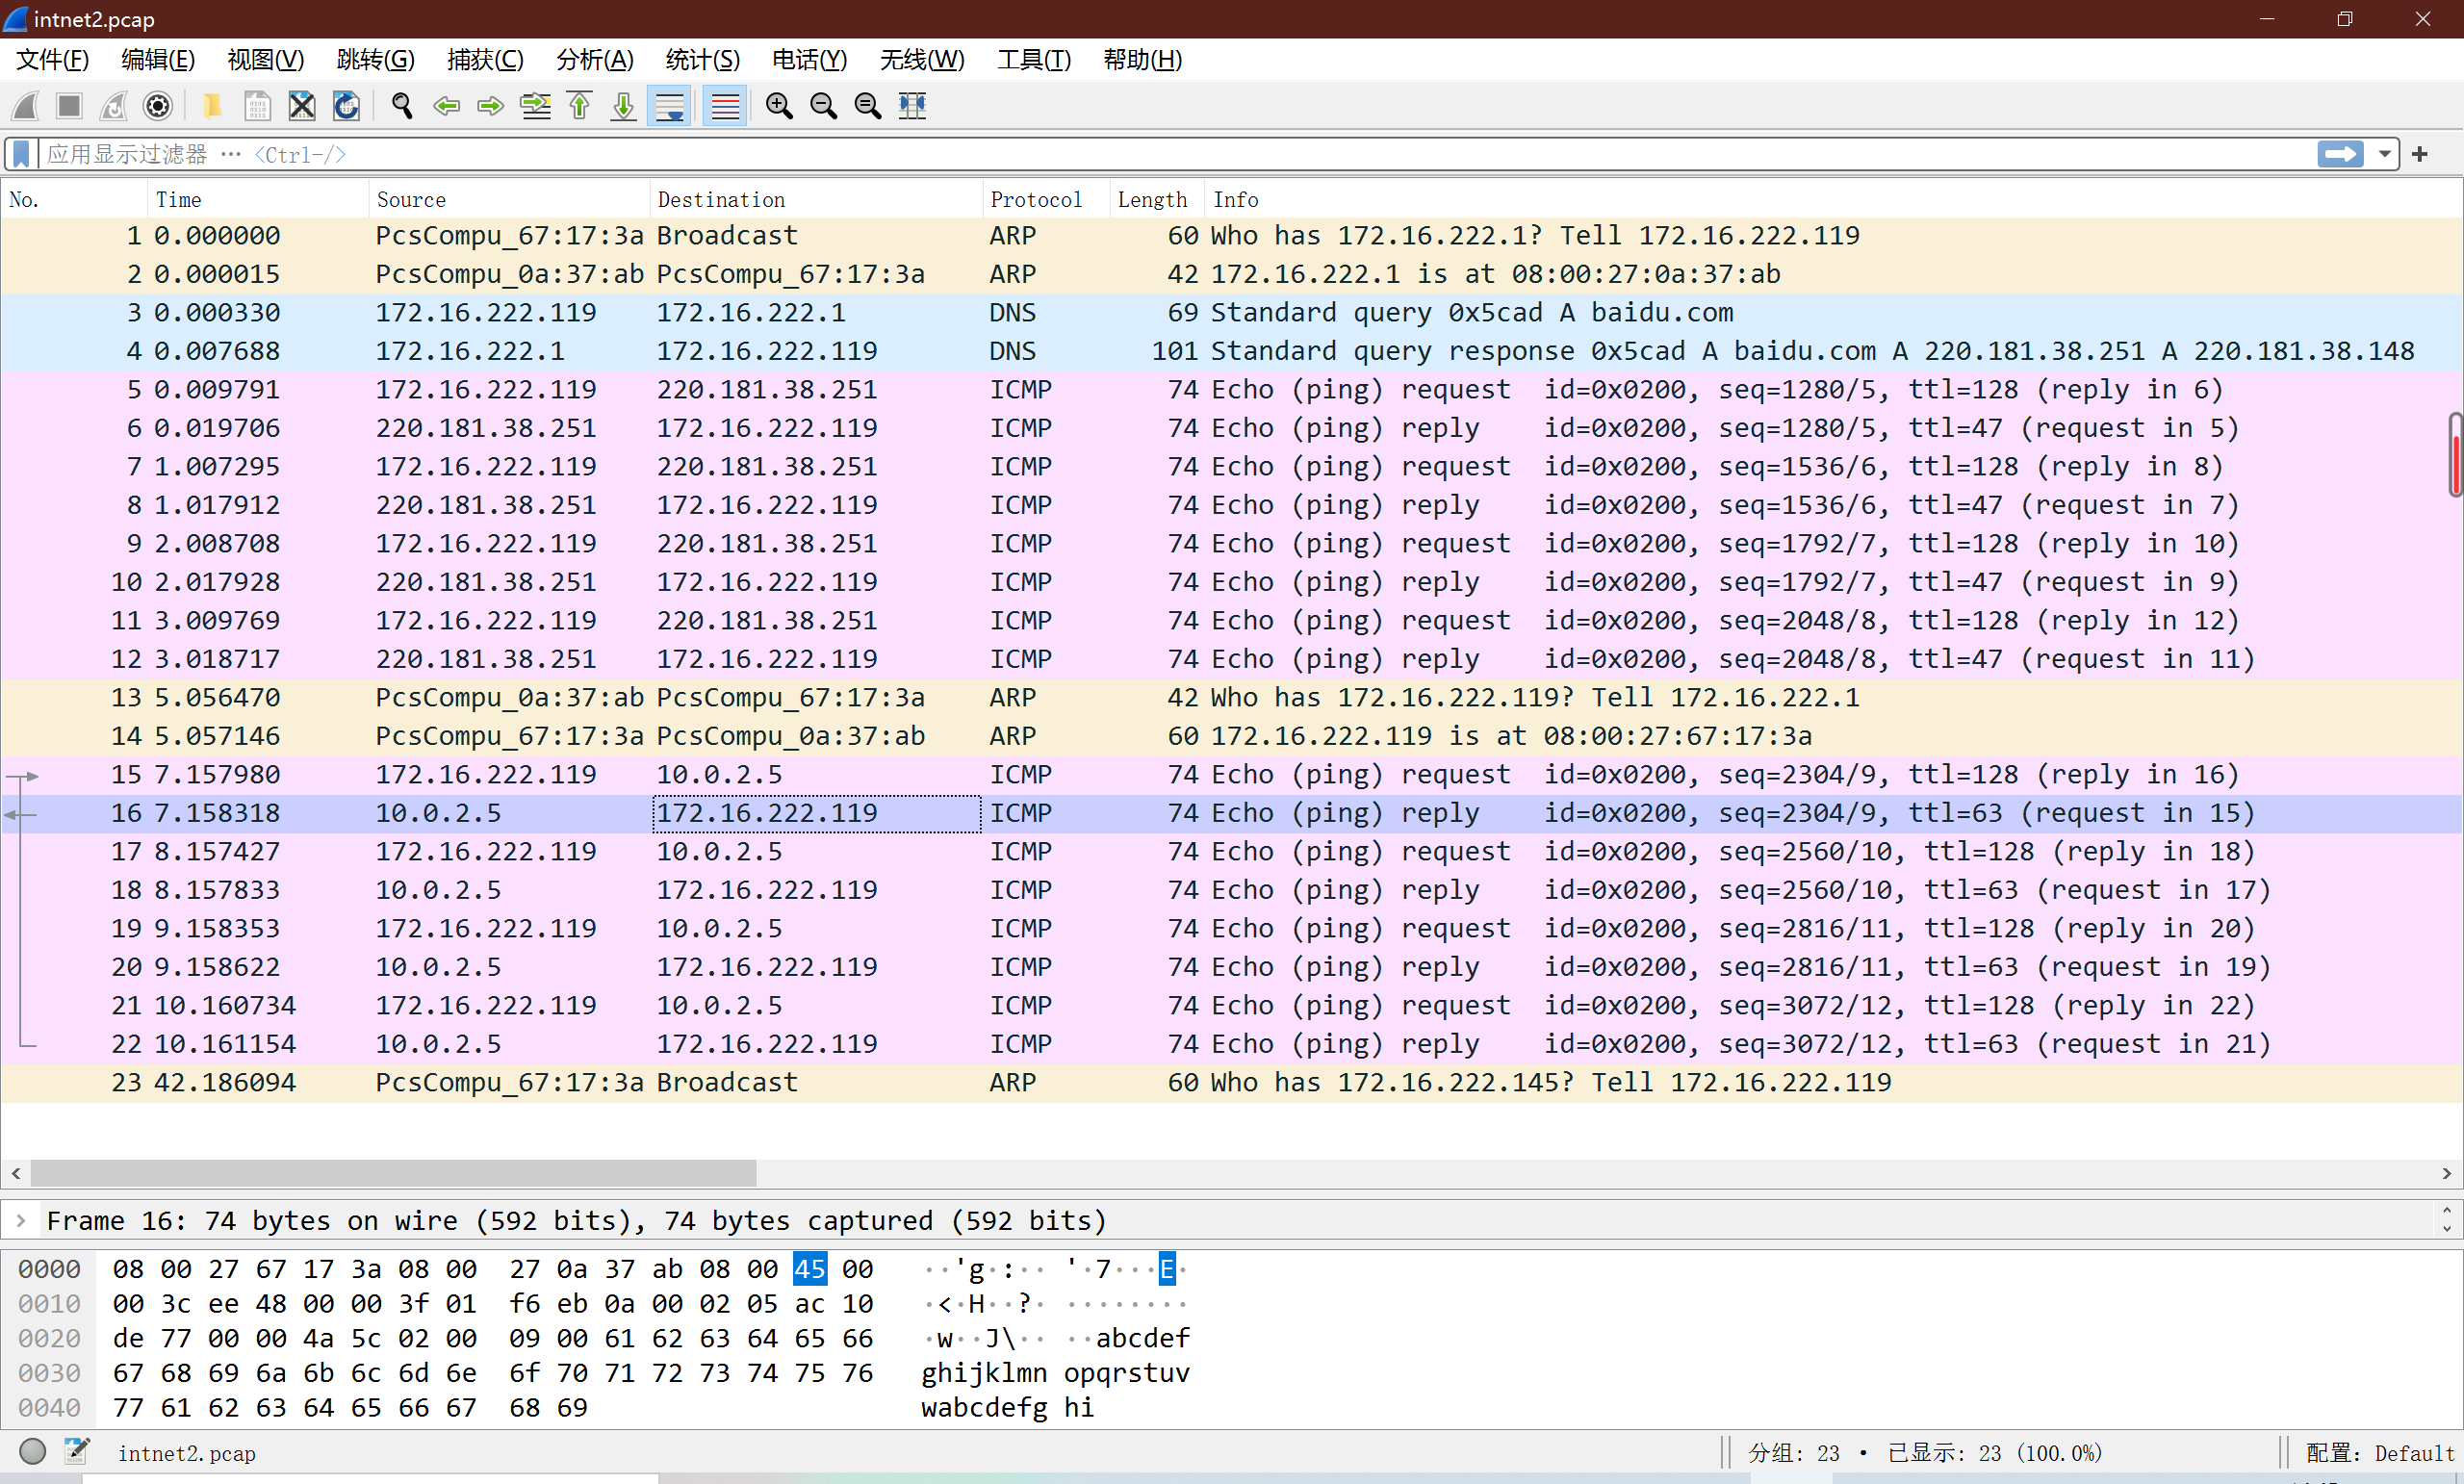 intnet2.pcap
文件(F) 编辑(E) 视图(V) 跳转(G) 捕获(C) 分析(A) 统计(S) 电话(Y) 无线(W) 工具(T) 帮助(H)
应用显示过滤器 … <Ctrl-/>
No. Time Source Destination Protocol Length Info
1 0.000000 PcsCompu_67:17:3a Broadcast ARP 60 Who has 172.16.222.1? Tell 172.16.222.119
2 0.000015 PcsCompu_0a:37:ab PcsCompu_67:17:3a ARP 42 172.16.222.1 is at 08:00:27:0a:37:ab
3 0.000330 172.16.222.119 172.16.222.1 DNS 69 Standard query 0x5cad A baidu.com
4 0.007688 172.16.222.1 172.16.222.119 DNS 101 Standard query response 0x5cad A baidu.com A 220.181.38.251 A 220.181.38.148
5 0.009791 172.16.222.119 220.181.38.251 ICMP 74 Echo (ping) request id=0x0200, seq=1280/5, ttl=128 (reply in 6)
6 0.019706 220.181.38.251 172.16.222.119 ICMP 74 Echo (ping) reply id=0x0200, seq=1280/5, ttl=47 (request in 5)
7 1.007295 172.16.222.119 220.181.38.251 ICMP 74 Echo (ping) request id=0x0200, seq=1536/6, ttl=128 (reply in 8)
8 1.017912 220.181.38.251 172.16.222.119 ICMP 74 Echo (ping) reply id=0x0200, seq=1536/6, ttl=47 (request in 7)
9 2.008708 172.16.222.119 220.181.38.251 ICMP 74 Echo (ping) request id=0x0200, seq=1792/7, ttl=128 (reply in 10)
10 2.017928 220.181.38.251 172.16.222.119 ICMP 74 Echo (ping) reply id=0x0200, seq=1792/7, ttl=47 (request in 9)
11 3.009769 172.16.222.119 220.181.38.251 ICMP 74 Echo (ping) request id=0x0200, seq=2048/8, ttl=128 (reply in 12)
12 3.018717 220.181.38.251 172.16.222.119 ICMP 74 Echo (ping) reply id=0x0200, seq=2048/8, ttl=47 (request in 11)
13 5.056470 PcsCompu_0a:37:ab PcsCompu_67:17:3a ARP 42 Who has 172.16.222.119? Tell 172.16.222.1
14 5.057146 PcsCompu_67:17:3a PcsCompu_0a:37:ab ARP 60 172.16.222.119 is at 08:00:27:67:17:3a
15 7.157980 172.16.222.119 10.0.2.5 ICMP 74 Echo (ping) request id=0x0200, seq=2304/9, ttl=128 (reply in 16)
16 7.158318 10.0.2.5 172.16.222.119 ICMP 74 Echo (ping) reply id=0x0200, seq=2304/9, ttl=63 (request in 15)
17 8.157427 172.16.222.119 10.0.2.5 ICMP 74 Echo (ping) request id=0x0200, seq=2560/10, ttl=128 (reply in 18)
18 8.157833 10.0.2.5 172.16.222.119 ICMP 74 Echo (ping) reply id=0x0200, seq=2560/10, ttl=63 (request in 17)
19 9.158353 172.16.222.119 10.0.2.5 ICMP 74 Echo (ping) request id=0x0200, seq=2816/11, ttl=128 (reply in 20)
20 9.158622 10.0.2.5 172.16.222.119 ICMP 74 Echo (ping) reply id=0x0200, seq=2816/11, ttl=63 (request in 19)
21 10.160734 172.16.222.119 10.0.2.5 ICMP 74 Echo (ping) request id=0x0200, seq=3072/12, ttl=128 (reply in 22)
22 10.161154 10.0.2.5 172.16.222.119 ICMP 74 Echo (ping) reply id=0x0200, seq=3072/12, ttl=63 (request in 21)
23 42.186094 PcsCompu_67:17:3a Broadcast ARP 60 Who has 172.16.222.145? Tell 172.16.222.119
Frame 16: 74 bytes on wire (592 bits), 74 bytes captured (592 bits)
0000 08 00 27 67 17 3a 08 00 27 0a 37 ab 08 00 45 00 ··'g·:·· '·7···E·
0010 00 3c ee 48 00 00 3f 01 f6 eb 0a 00 02 05 ac 10 ·<·H··?· ········
0020 de 77 00 00 4a 5c 02 00 09 00 61 62 63 64 65 66 ·w··J\·· ··abcdef
0030 67 68 69 6a 6b 6c 6d 6e 6f 70 71 72 73 74 75 76 ghijklmn opqrstuv
0040 77 61 62 63 64 65 66 67 68 69 wabcdefg hi
intnet2.pcap 分组: 23 · 已显示: 23 (100.0%) 配置: Default